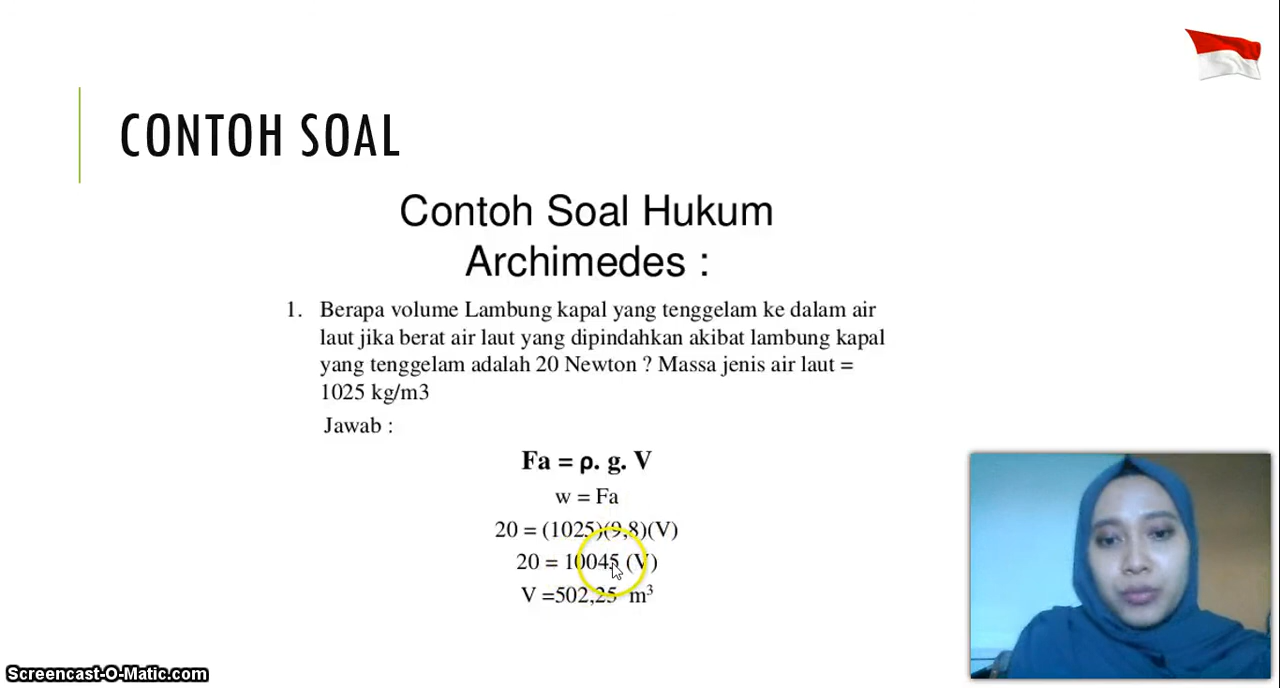 CONTOH SOAL
Contoh Soal Hukum
Archimedes :
1. Berapa volume Lambung kapal yang tenggelam ke dalam air
laut jika berat air laut yang dipindahkan akibat lambung kapal
yang tenggelam adalah 20 Newton ? Massa jenis air laut =
1025 kg/m3
Jawab :
Fa = ρ. g. V
w = Fa
20 = (1025)(9,8)(V)
20 = 10045 (V)
V =502,25 m³
Screencast-O-Matic.com